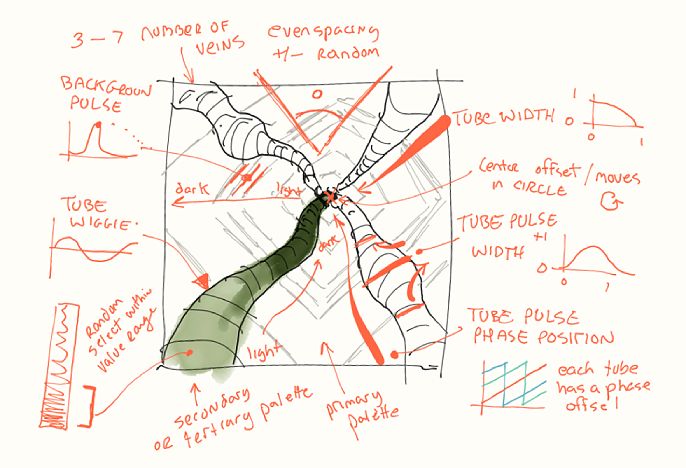 3 – 7 NUMBER OF
VEINS
EVENSPACING
+/- RANDOM
O
BACKGROUN
PULSE
TUBE WIDTH
1
0
0
1
CENTER OFFSET
IN CIRCLE
/ MOVES
dark
light
TUBE
WIGGIE
dark
TUBE PULSE
WIDTH
+1
0
1
Random
select within
value range
light
TUBE PULSE
PHASE POSITION
each tube
has a phase
offset
secondary
OR tertiary palette
primary
palette